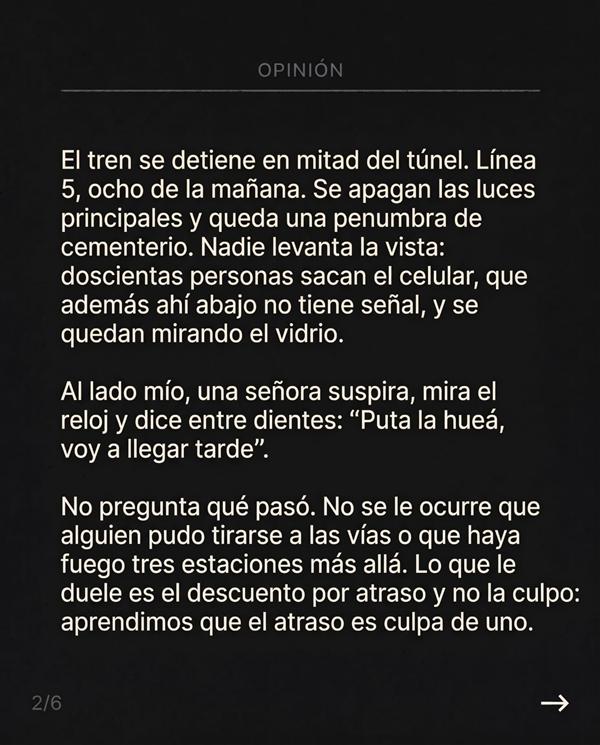 OPINIÓN
El tren se detiene en mitad del túnel. Línea
5, ocho de la mañana. Se apagan las luces
principales y queda una penumbra de
cementerio. Nadie levanta la vista:
doscientas personas sacan el celular, que
además ahí abajo no tiene señal, y se
quedan mirando el vidrio.
Al lado mío, una señora suspira, mira el
reloj y dice entre dientes: “Puta la hueá,
voy a llegar tarde”.
No pregunta qué pasó. No se le ocurre que
alguien pudo tirarse a las vías o que haya
fuego tres estaciones más allá. Lo que le
duele es el descuento por atraso y no la culpo:
aprendimos que el atraso es culpa de uno.
2/6